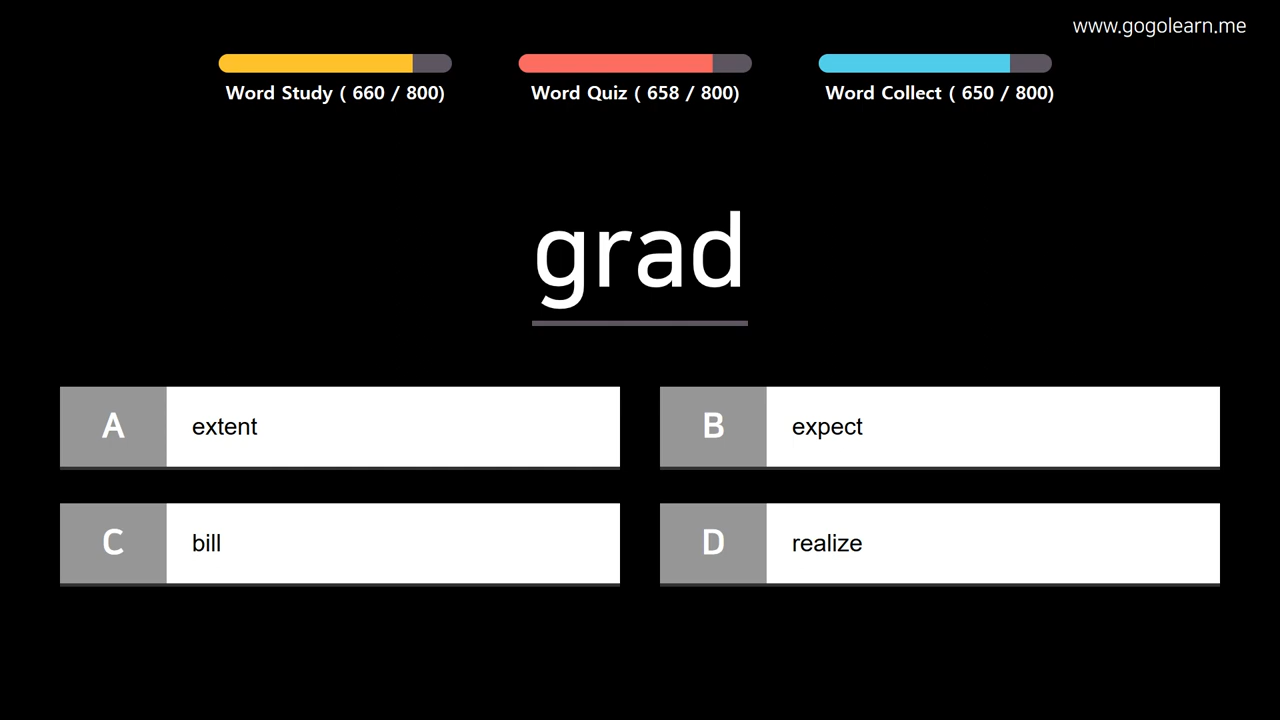 www.gogolearn.me
Word Study ( 660 / 800)
Word Quiz ( 658 / 800)
Word Collect ( 650 / 800)
grad
A extent
B expect
C bill
D realize